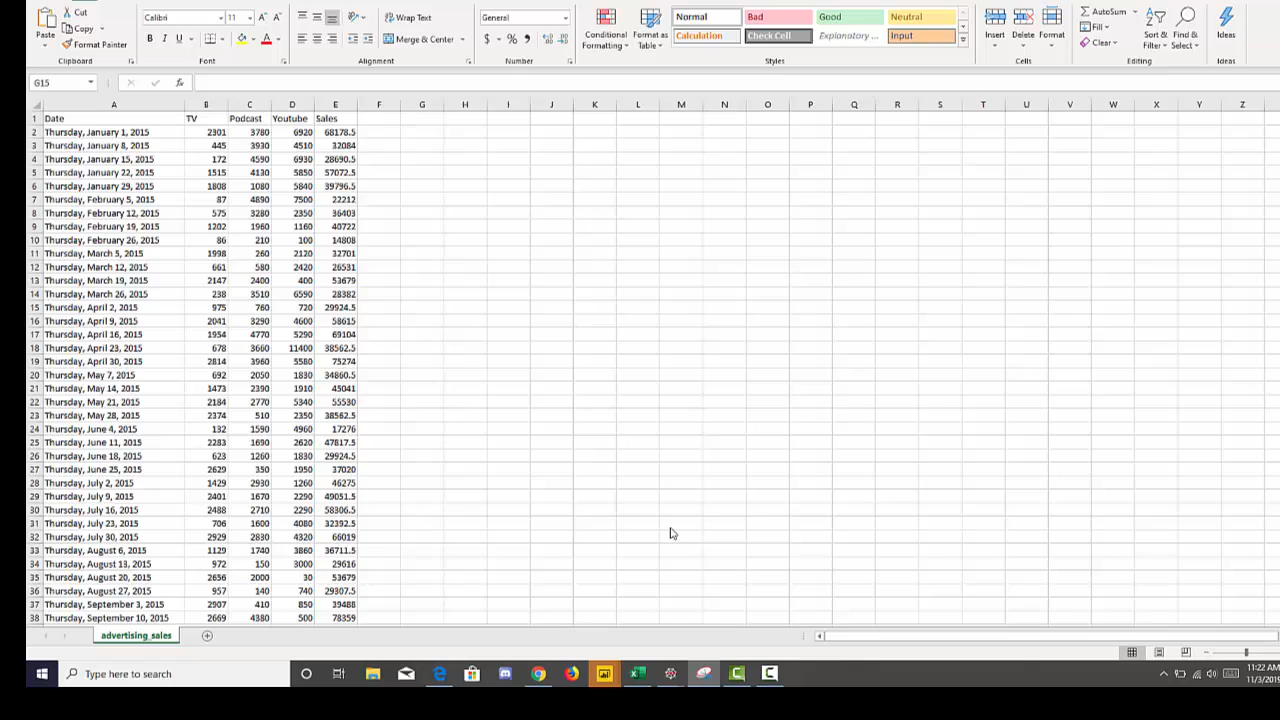 Cut
Copy
Paste
Format Painter
Clipboard
Calibri
11
B I U
Font
Wrap Text
Merge & Center
Alignment
General
$ % ,
Number
Conditional Formatting
Format as Table
Normal Bad Good Neutral
Calculation Check Cell Explanatory ... Input
Styles
Insert Delete Format
Cells
AutoSum
Fill
Clear
Sort & Filter
Find & Select
Editing
Ideas
Ideas
G15
fx
A B C D E F G H I J K L M N O P Q R S T U V W X Y Z
1 Date TV Podcast Youtube Sales
2 Thursday, January 1, 2015 2301 3780 6920 68178.5
3 Thursday, January 8, 2015 445 3930 4510 32084
4 Thursday, January 15, 2015 172 4590 6930 28690.5
5 Thursday, January 22, 2015 1515 4130 5850 57072.5
6 Thursday, January 29, 2015 1808 1080 5840 39796.5
7 Thursday, February 5, 2015 87 4890 7500 22212
8 Thursday, February 12, 2015 575 3280 2350 36403
9 Thursday, February 19, 2015 1202 1960 1160 40722
10 Thursday, February 26, 2015 86 210 100 14808
11 Thursday, March 5, 2015 1998 260 2120 32701
12 Thursday, March 12, 2015 661 580 2420 26531
13 Thursday, March 19, 2015 2147 2400 400 53679
14 Thursday, March 26, 2015 238 3510 6590 28382
15 Thursday, April 2, 2015 975 760 720 29924.5
16 Thursday, April 9, 2015 2041 3290 4600 58615
17 Thursday, April 16, 2015 1954 4770 5290 69104
18 Thursday, April 23, 2015 678 3660 11400 38562.5
19 Thursday, April 30, 2015 2814 3960 5580 75274
20 Thursday, May 7, 2015 692 2050 1830 34860.5
21 Thursday, May 14, 2015 1473 2390 1910 45041
22 Thursday, May 21, 2015 2184 2770 5340 55530
23 Thursday, May 28, 2015 2374 510 2350 38562.5
24 Thursday, June 4, 2015 132 1590 4960 17276
25 Thursday, June 11, 2015 2283 1690 2620 47817.5
26 Thursday, June 18, 2015 623 1260 1830 29924.5
27 Thursday, June 25, 2015 2629 350 1950 37020
28 Thursday, July 2, 2015 1429 2930 1260 46275
29 Thursday, July 9, 2015 2401 1670 2290 49051.5
30 Thursday, July 16, 2015 2488 2710 2290 58306.5
31 Thursday, July 23, 2015 706 1600 4080 32392.5
32 Thursday, July 30, 2015 2929 2830 4320 66019
33 Thursday, August 6, 2015 1129 1740 3860 36711.5
34 Thursday, August 13, 2015 972 150 3000 29616
35 Thursday, August 20, 2015 2656 2000 30 53679
36 Thursday, August 27, 2015 957 140 740 29307.5
37 Thursday, September 3, 2015 2907 410 850 39488
38 Thursday, September 10, 2015 2669 4380 500 78359
advertising_sales
Type here to search
11:22 AM
11/3/2019